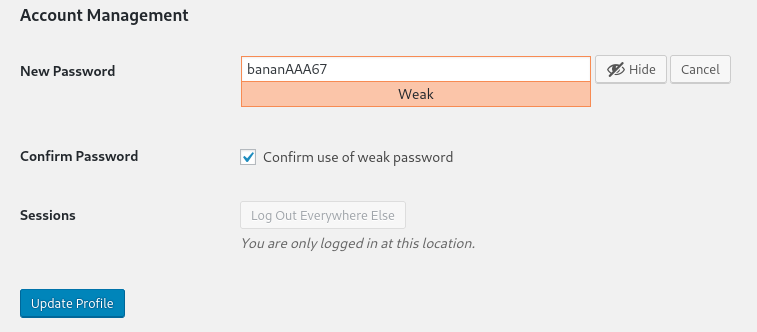 Account Management
New Password
bananAAA67
Hide
Cancel
Weak
Confirm Password
Confirm use of weak password
Sessions
Log Out Everywhere Else
You are only logged in at this location.
Update Profile